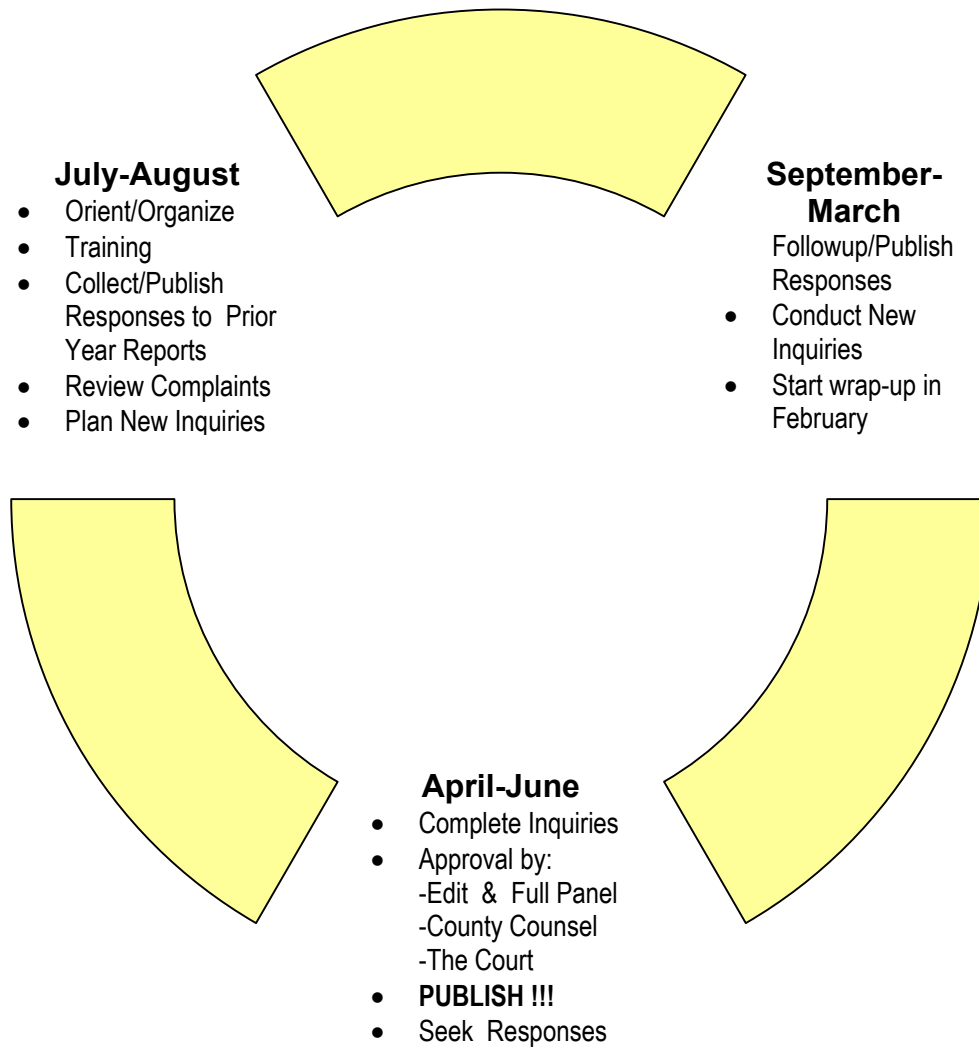 July-August
• Orient/Organize
• Training
• Collect/Publish
Responses to Prior
Year Reports
• Review Complaints
• Plan New Inquiries
September-
March
Followup/Publish
Responses
• Conduct New
Inquiries
• Start wrap-up in
February
April-June
• Complete Inquiries
• Approval by:
-Edit & Full Panel
-County Counsel
-The Court
• PUBLISH !!!
• Seek Responses